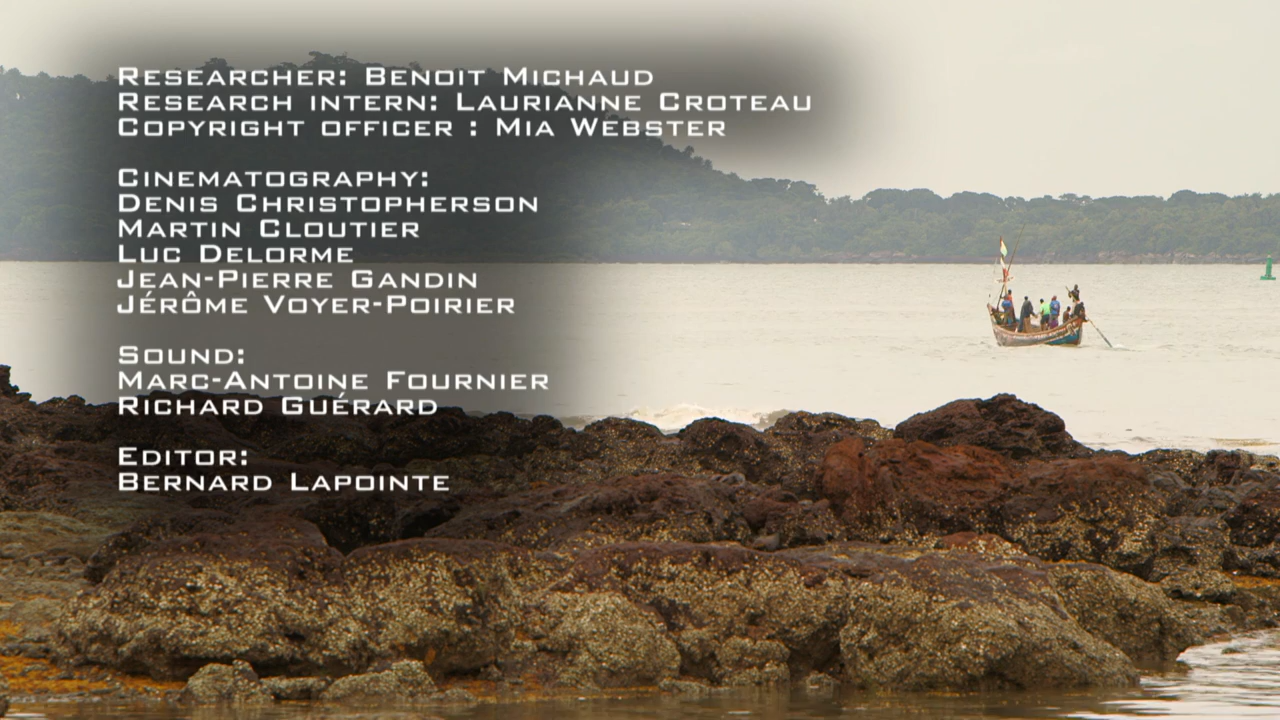 Researcher: Benoit Michaud
Research intern: Laurianne Croteau
Copyright officer : Mia Webster
Cinematography:
Denis Christopherson
Martin Cloutier
Luc Delorme
Jean-Pierre Gandin
Jérôme Voyer-Poirier
Sound:
Marc-Antoine Fournier
Richard Guérard
Editor:
Bernard Lapointe